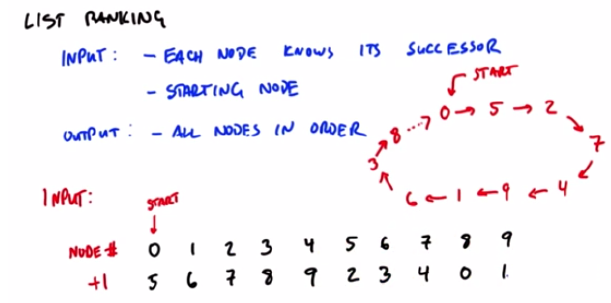 LIST RANKING
INPUT: - EACH NODE KNOWS ITS SUCCESSOR
- STARTING NODE
OUTPUT: - ALL NODES IN ORDER
START
0 → 5 → 2
8 ⋯→
7
3
6 ← 1 ← 9 ← 4
INPUT:
START
NODE # 0 1 2 3 4 5 6 7 8 9
+1 5 6 7 8 9 2 3 4 0 1